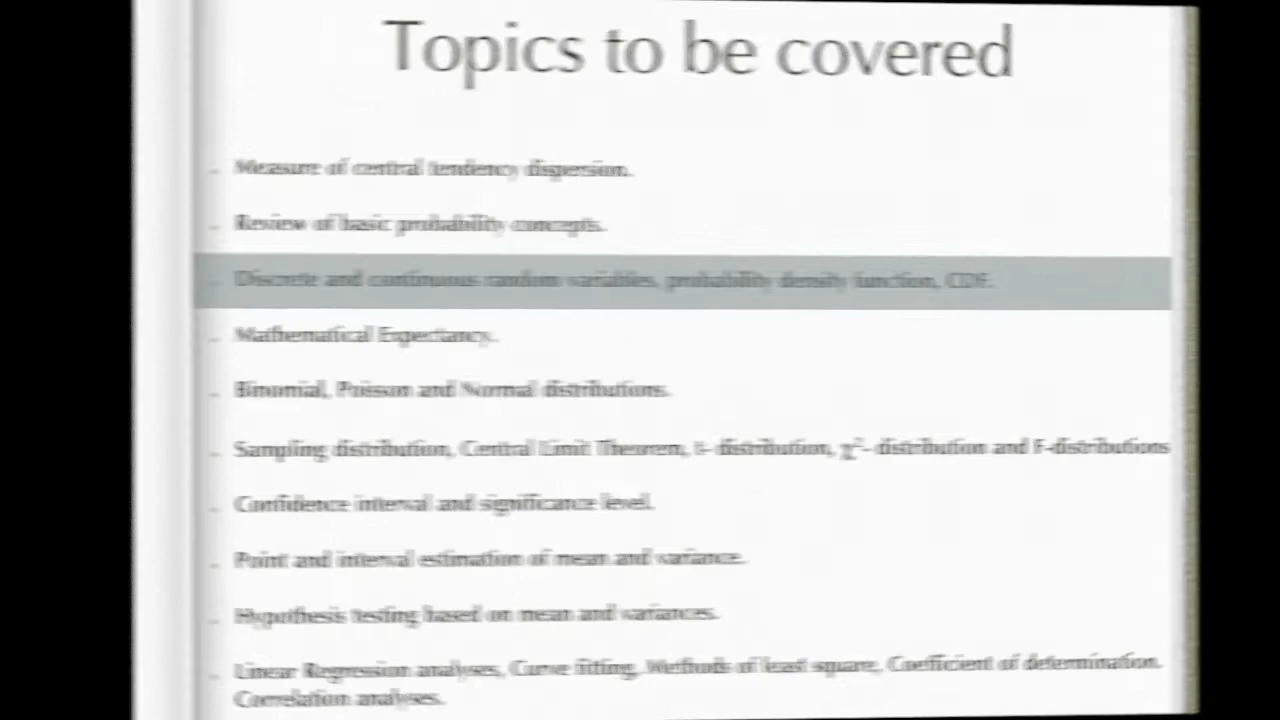 Topics to be covered
Measure of central tendency dispersion.
Review of basic probability concepts.
Discrete and continuous random variables, probability density function, CDF.
Mathematical Expectancy.
Binomial, Poisson and Normal distributions.
Sampling distribution, Central Limit Theorem, t- distribution, χ²- distribution and F-distributions
Confidence interval and significance level.
Point and interval estimation of mean and variance.
Hypothesis testing based on mean and variances.
Linear Regression analyses, Curve fitting, Methods of least square, Coefficient of determination.
Correlation analyses.